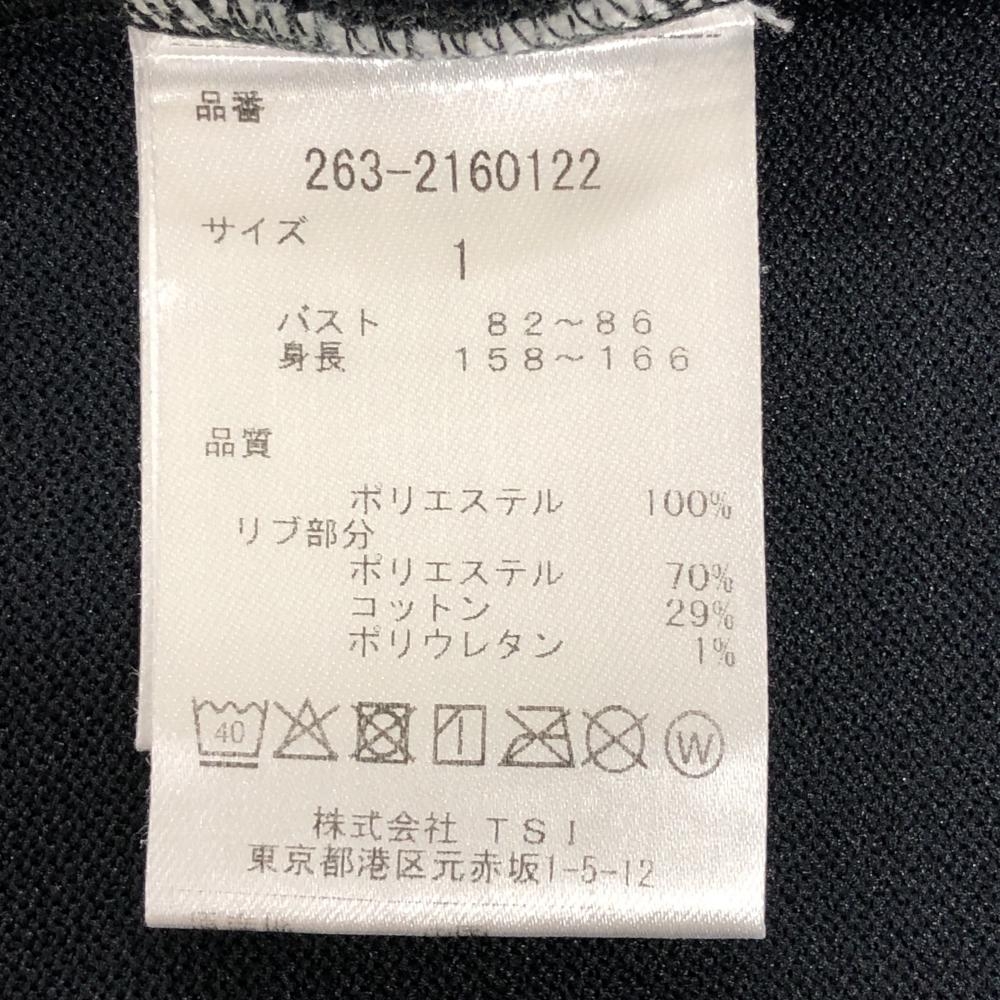 品番
263-2160122
サイズ
1
バスト 82~86
身長 158~166
品質
ポリエステル 100%
リブ部分
ポリエステル 70%
コットン 29%
ポリウレタン 1%
40
W
株式会社 TSI
東京都港区元赤坂1-5-12